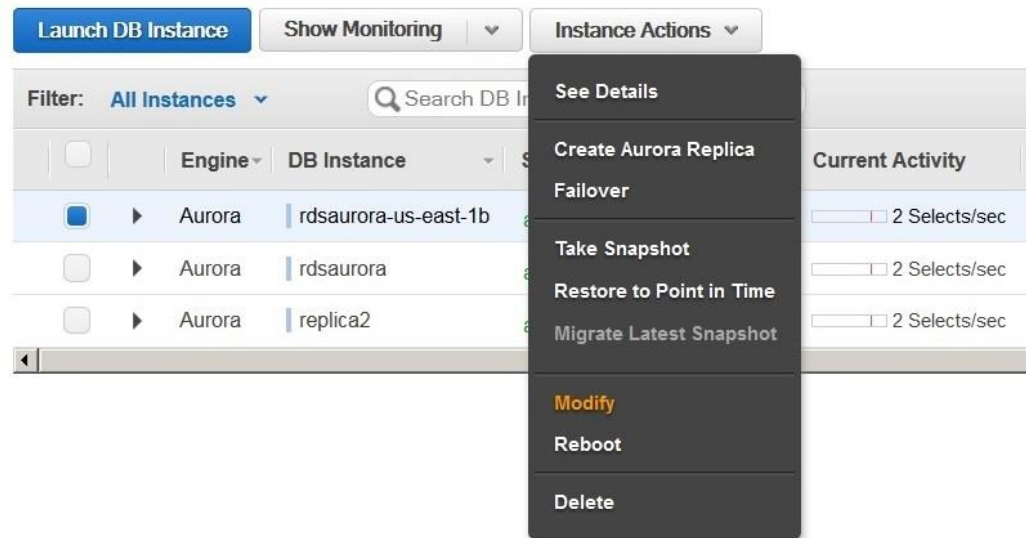 Launch DB Instance Show Monitoring Instance Actions
Filter: All Instances Search DB
See Details
Create Aurora Replica
Failover
Take Snapshot
Restore to Point in Time
Migrate Latest Snapshot
Modify
Reboot
Delete
Engine DB Instance Current Activity
Aurora rdsaurora-us-east-1b 2 Selects/sec
Aurora rdsaurora 2 Selects/sec
Aurora replica2 2 Selects/sec